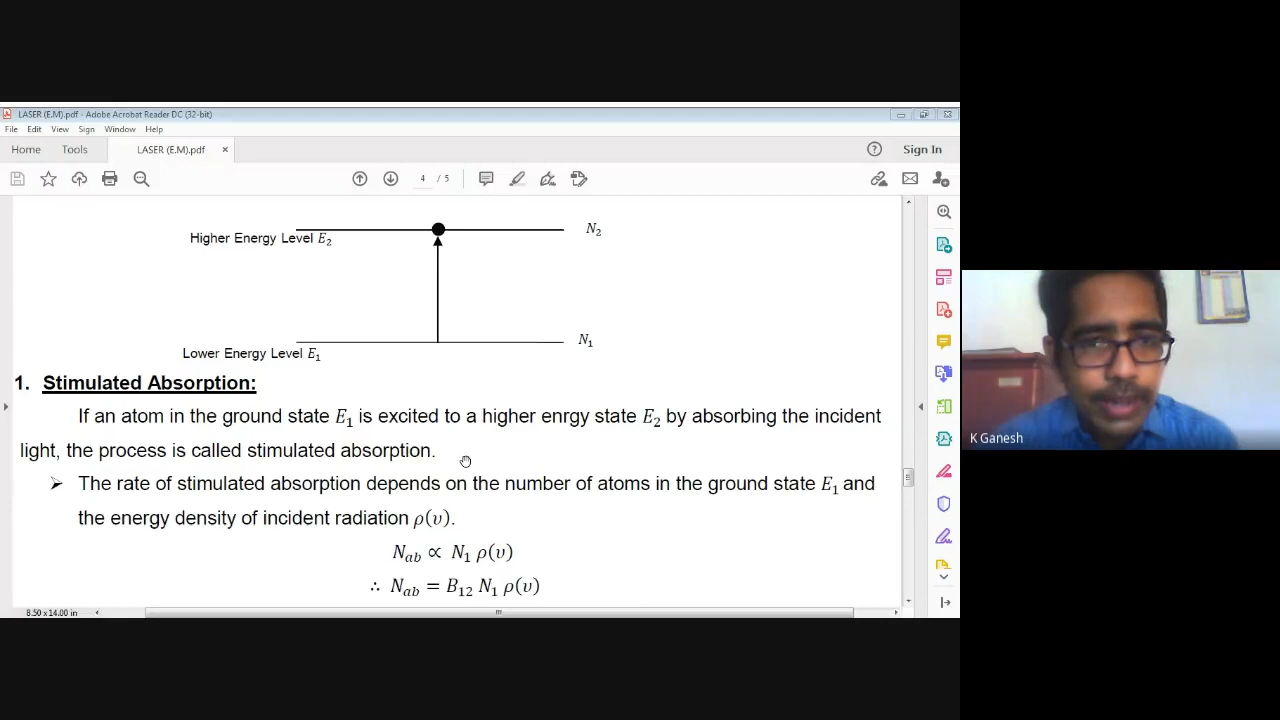 LASER (E.M).pdf - Adobe Acrobat Reader DC (32-bit)
File Edit View Sign Window Help
Home Tools LASER (E.M).pdf × Sign In
4 / 5
Higher Energy Level E₂ N₂
Lower Energy Level E₁ N₁
1. Stimulated Absorption:
If an atom in the ground state E₁ is excited to a higher enrgy state E₂ by absorbing the incident
light, the process is called stimulated absorption.
➢ The rate of stimulated absorption depends on the number of atoms in the ground state E₁ and
the energy density of incident radiation ρ(υ).
N_ab ∝ N₁ ρ(υ)
∴ N_ab = B₁₂ N₁ ρ(υ)
8.50 x 14.00 in
K Ganesh